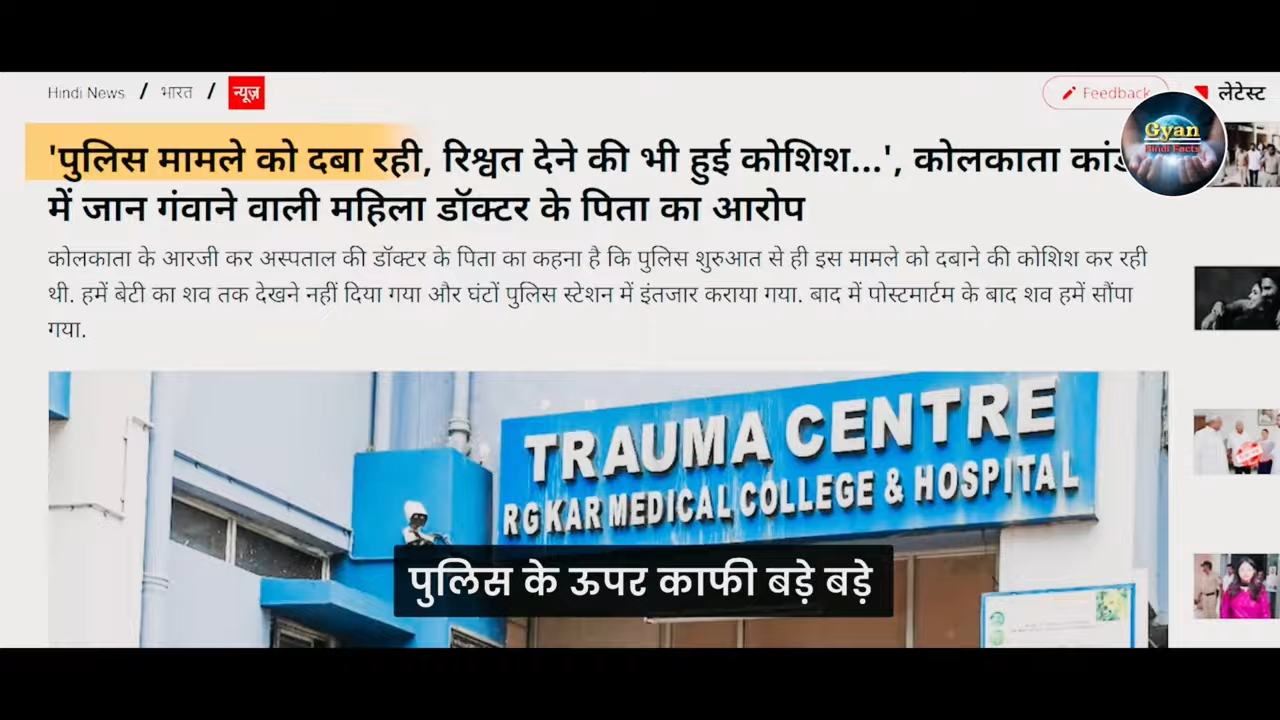 Hindi News / भारत / न्यूज़
Feedback
लेटेस्ट
Gyan
Hindi Facts
'पुलिस मामले को दबा रही, रिश्वत देने की भी हुई कोशिश...', कोलकाता कांड
में जान गंवाने वाली महिला डॉक्टर के पिता का आरोप
कोलकाता के आरजी कर अस्पताल की डॉक्टर के पिता का कहना है कि पुलिस शुरुआत से ही इस मामले को दबाने की कोशिश कर रही
थी. हमें बेटी का शव तक देखने नहीं दिया गया और घंटों पुलिस स्टेशन में इंतजार कराया गया. बाद में पोस्टमार्टम के बाद शव हमें सौंपा
गया.
TRAUMA CENTRE
RG KAR MEDICAL COLLEGE & HOSPITAL
पुलिस के ऊपर काफी बड़े बड़े